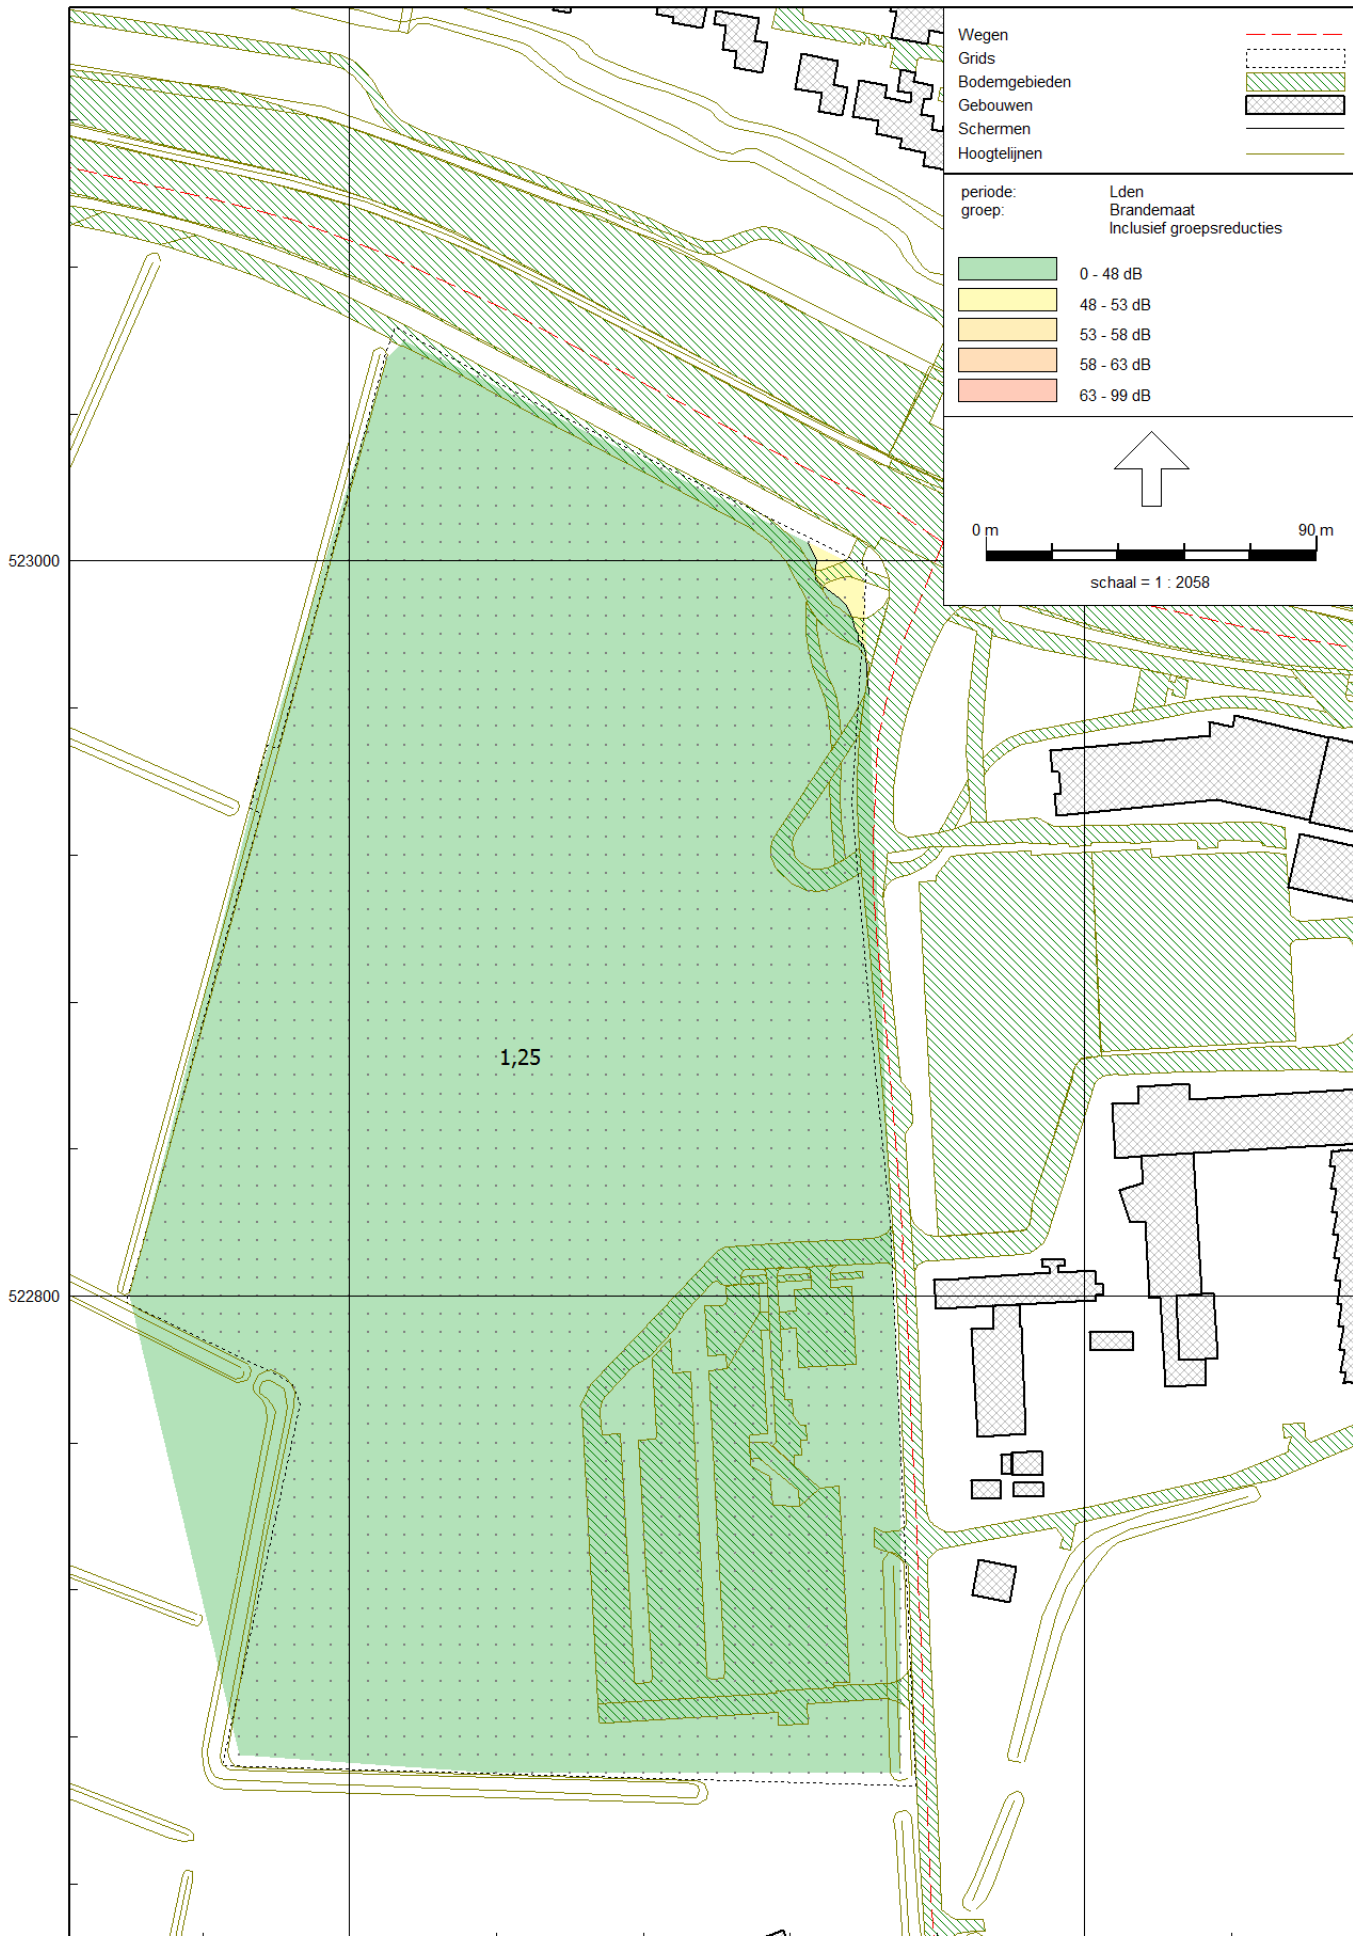 Wegen
Grids
Bodemgebieden
Gebouwen
Schermen
Hoogtelijnen
periode: Lden
groep: Brandemaat
Inclusief groepsreducties
0 - 48 dB
48 - 53 dB
53 - 58 dB
58 - 63 dB
63 - 99 dB
0 m 90 m
schaal = 1 : 2058
523000
1,25
522800